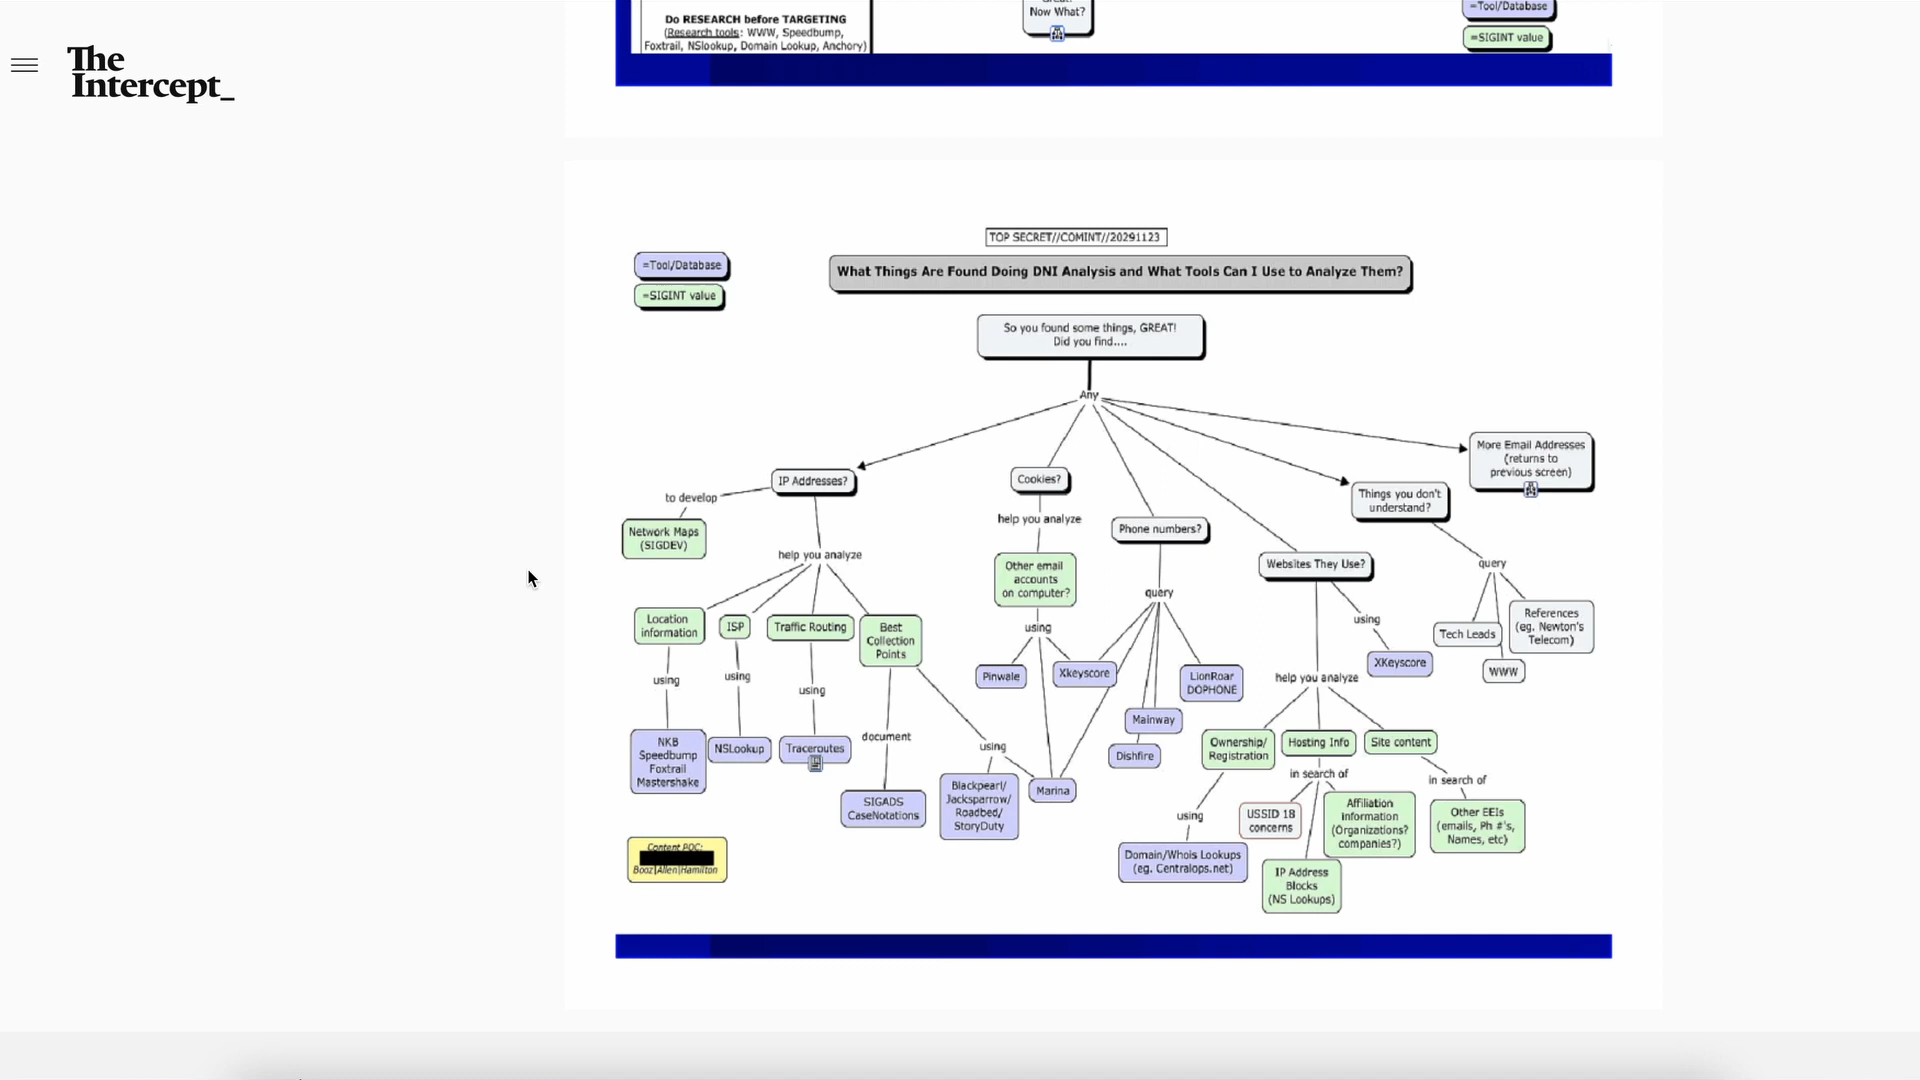 Do RESEARCH before TARGETING
(Research tools: WWW, Speedbump,
Foxtrail, NSlookup, Domain Lookup, Anchory)
Now What?
=Tool/Database
=SIGINT value
The
Intercept_
TOP SECRET//COMINT//20291123
=Tool/Database
=SIGINT value
What Things Are Found Doing DNI Analysis and What Tools Can I Use to Analyze Them?
So you found some things, GREAT!
Did you find....
Any
More Email Addresses
(returns to
previous screen)
IP Addresses?
Cookies?
to develop
Things you don't
understand?
Network Maps
(SIGDEV)
help you analyze
Phone numbers?
help you analyze
Other email
accounts
on computer?
Websites They Use?
query
query
Location
information
ISP
Traffic Routing
Best
Collection
Points
using
using
References
(eg. Newton's
Telecom)
Tech Leads
WWW
using
using
using
Pinwale
Xkeyscore
LionRoar
DOPHONE
XKeyscore
help you analyze
Mainway
Dishfire
document
using
NKB
Speedbump
Foxtrail
Mastershake
NSLookup
Traceroutes
Ownership/
Registration
Hosting Info
Site content
in search of
in search of
SIGADS
CaseNotations
Blackpearl/
Jacksparrow/
Roadbed/
StoryDuty
Marina
using
USSID 18
concerns
Affiliation
information
(Organizations?
companies?)
Other EEIs
(emails, Ph #'s,
Names, etc)
Content POC:
Booz|Allen|Hamilton
Domain/Whois Lookups
(eg. Centralops.net)
IP Address
Blocks
(NS Lookups)